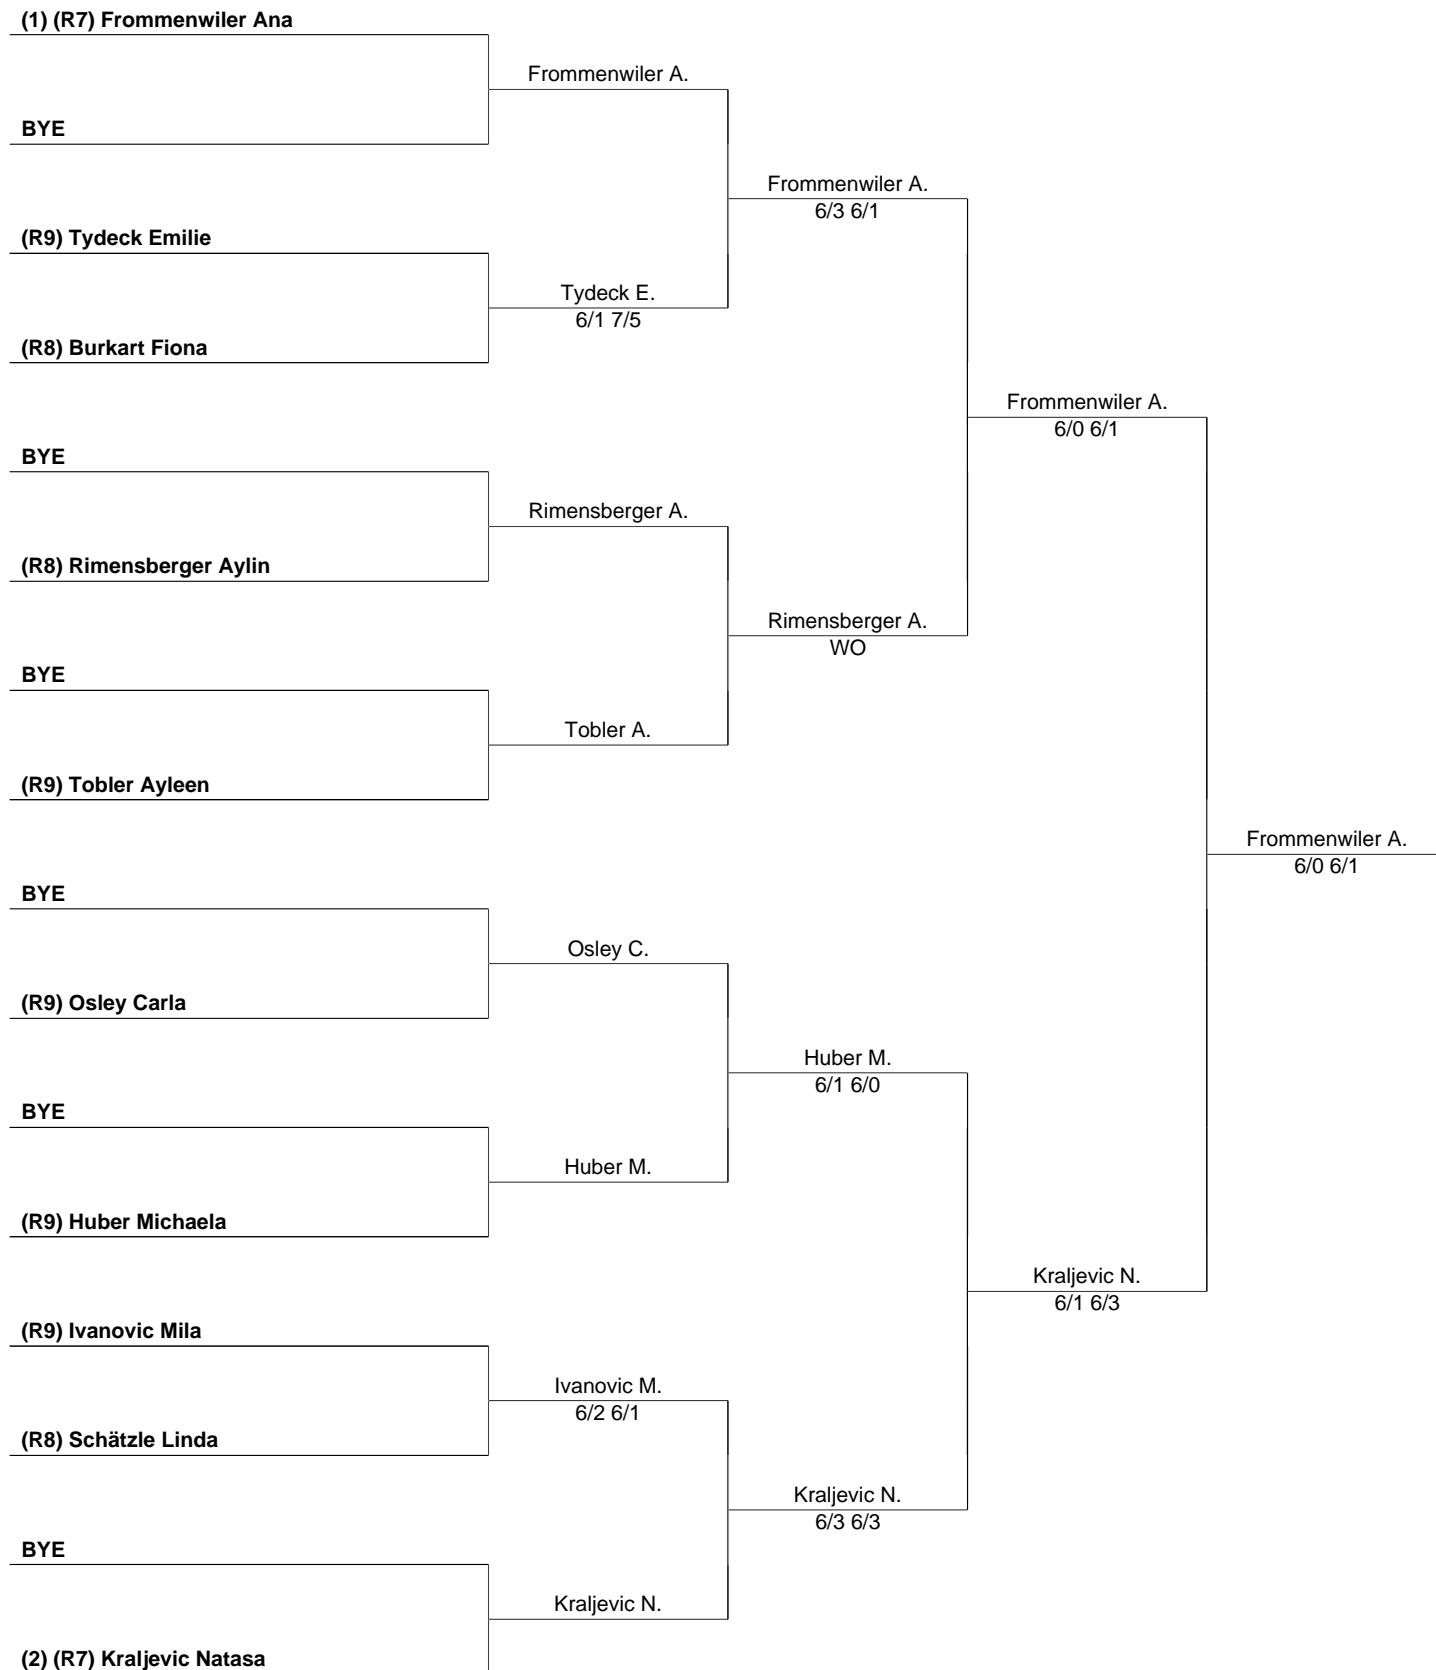 (1) (R7) Frommenwiler Ana
Frommenwiler A.
BYE
Frommenwiler A.
6/3 6/1
(R9) Tydeck Emilie
Tydeck E.
6/1 7/5
(R8) Burkart Fiona
Frommenwiler A.
6/0 6/1
BYE
Rimensberger A.
(R8) Rimensberger Aylin
Rimensberger A.
WO
BYE
Tobler A.
(R9) Tobler Ayleen
Frommenwiler A.
6/0 6/1
BYE
Osley C.
(R9) Osley Carla
Huber M.
6/1 6/0
BYE
Huber M.
(R9) Huber Michaela
Kraljevic N.
6/1 6/3
(R9) Ivanovic Mila
Ivanovic M.
6/2 6/1
(R8) Schätzle Linda
Kraljevic N.
6/3 6/3
BYE
Kraljevic N.
(2) (R7) Kraljevic Natasa